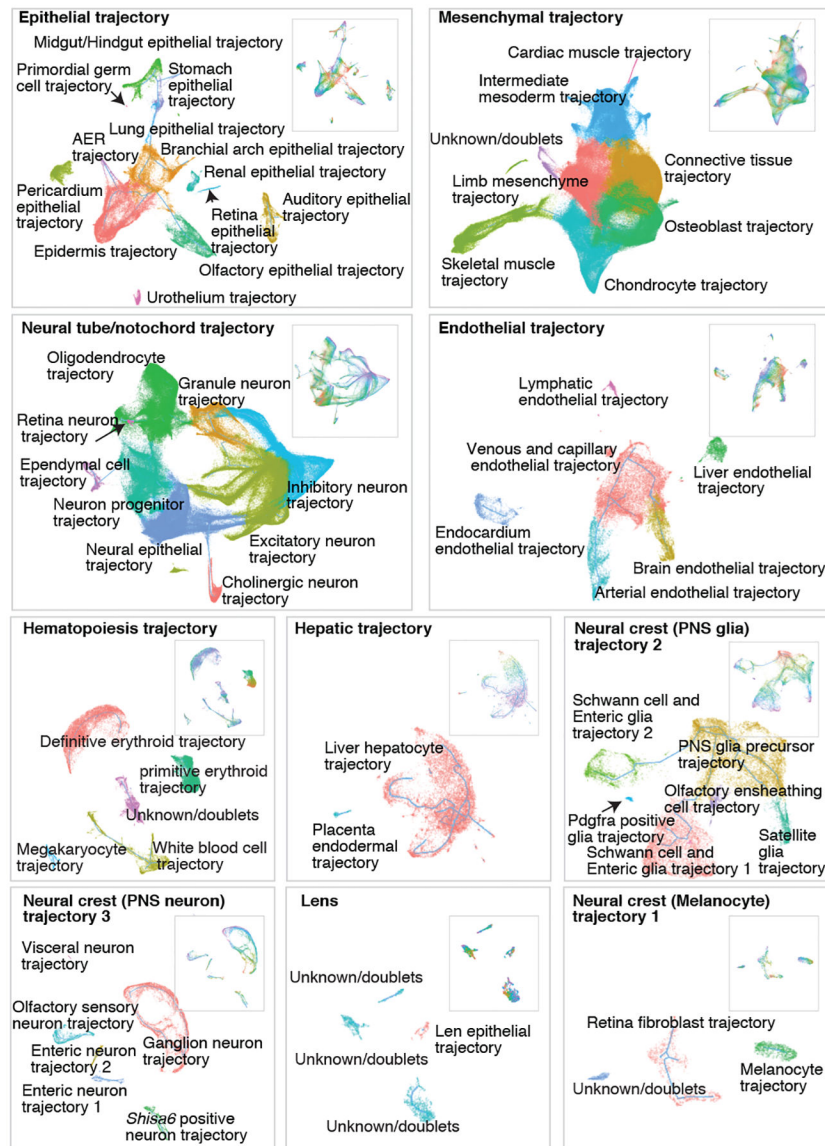 Epithelial trajectory
Midgut/Hindgut epithelial trajectory
Primordial germ
cell trajectory
Stomach
epithelial
trajectory
Lung epithelial trajectory
AER
trajectory
Branchial arch epithelial trajectory
Renal epithelial trajectory
Pericardium
epithelial
trajectory
Retina
epithelial
trajectory
Auditory epithelial
trajectory
Epidermis trajectory
Olfactory epithelial trajectory
Urothelium trajectory
Mesenchymal trajectory
Cardiac muscle trajectory
Intermediate
mesoderm trajectory
Unknown/doublets
Limb mesenchyme
trajectory
Connective tissue
trajectory
Osteoblast trajectory
Skeletal muscle
trajectory
Chondrocyte trajectory
Neural tube/notochord trajectory
Oligodendrocyte
trajectory
Granule neuron
trajectory
Retina neuron
trajectory
Ependymal cell
trajectory
Neuron progenitor
trajectory
Inhibitory neuron
trajectory
Neural epithelial
trajectory
Excitatory neuron
trajectory
Cholinergic neuron
trajectory
Endothelial trajectory
Lymphatic
endothelial trajectory
Venous and capillary
endothelial trajectory
Liver endothelial
trajectory
Endocardium
endothelial trajectory
Brain endothelial trajectory
Arterial endothelial trajectory
Hematopoiesis trajectory
Definitive erythroid trajectory
primitive erythroid
trajectory
Unknown/doublets
Megakaryocyte
trajectory
White blood cell
trajectory
Hepatic trajectory
Liver hepatocyte
trajectory
Placenta
endodermal trajectory
Neural crest (PNS glia)
trajectory 2
Schwann cell and
Enteric glia
trajectory 2
PNS glia precursor
trajectory
Olfactory ensheathing
cell trajectory
Pdgfra positive
glia trajectory
Schwann cell and
Enteric glia trajectory 1
Satellite
glia
trajectory
Neural crest (PNS neuron)
trajectory 3
Visceral neuron
trajectory
Olfactory sensory
neuron trajectory
Enteric neuron
trajectory 2
Ganglion neuron
trajectory
Enteric neuron
trajectory 1
Shisa6 positive
neuron trajectory
Lens
Unknown/doublets
Len epithelial
trajectory
Unknown/doublets
Unknown/doublets
Neural crest (Melanocyte)
trajectory 1
Retina fibroblast trajectory
Unknown/doublets
Melanocyte
trajectory